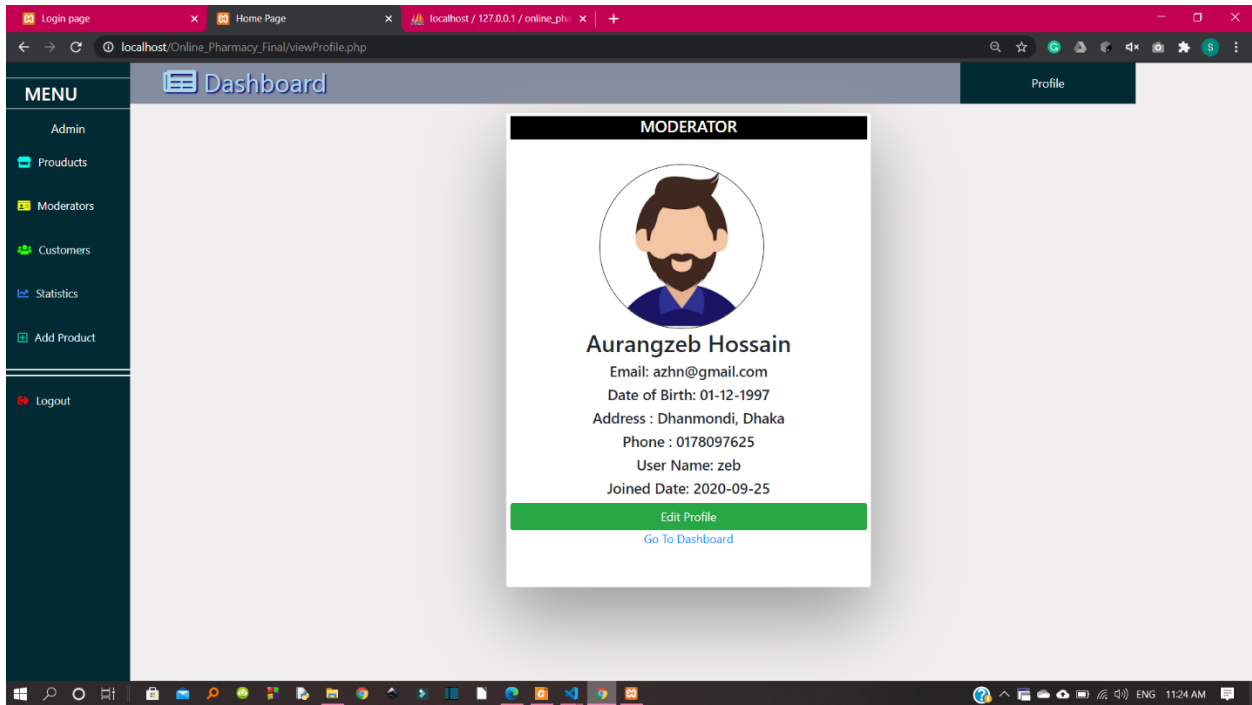 Login page
Home Page
localhost / 127.0.0.1 / online_pha
localhost/Online_Pharmacy_Final/viewProfile.php
S
MENU
Dashboard
Profile
Admin
Prouducts
Moderators
Customers
Statistics
Add Product
Logout
MODERATOR
Aurangzeb Hossain
Email: azhn@gmail.com
Date of Birth: 01-12-1997
Address : Dhanmondi, Dhaka
Phone : 0178097625
User Name: zeb
Joined Date: 2020-09-25
Edit Profile
Go To Dashboard
ENG 11:24 AM